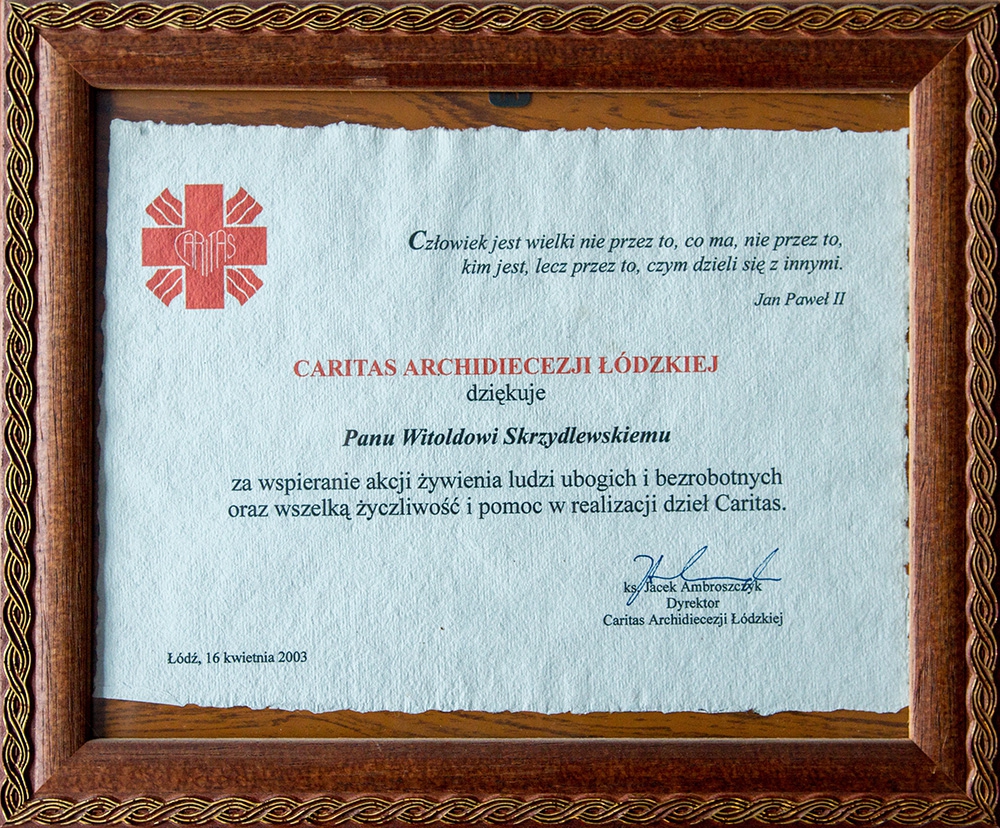 CARITAS
Człowiek jest wielki nie przez to, co ma, nie przez to,
kim jest, lecz przez to, czym dzieli się z innymi.
Jan Paweł II
CARITAS ARCHIDIECEZJI ŁÓDZKIEJ
dziękuje
Panu Witoldowi Skrzydlewskiemu
za wspieranie akcji żywienia ludzi ubogich i bezrobotnych
oraz wszelką życzliwość i pomoc w realizacji dzieł Caritas.
ks. Jacek Ambroszczyk
Dyrektor
Caritas Archidiecezji Łódzkiej
Łódź, 16 kwietnia 2003